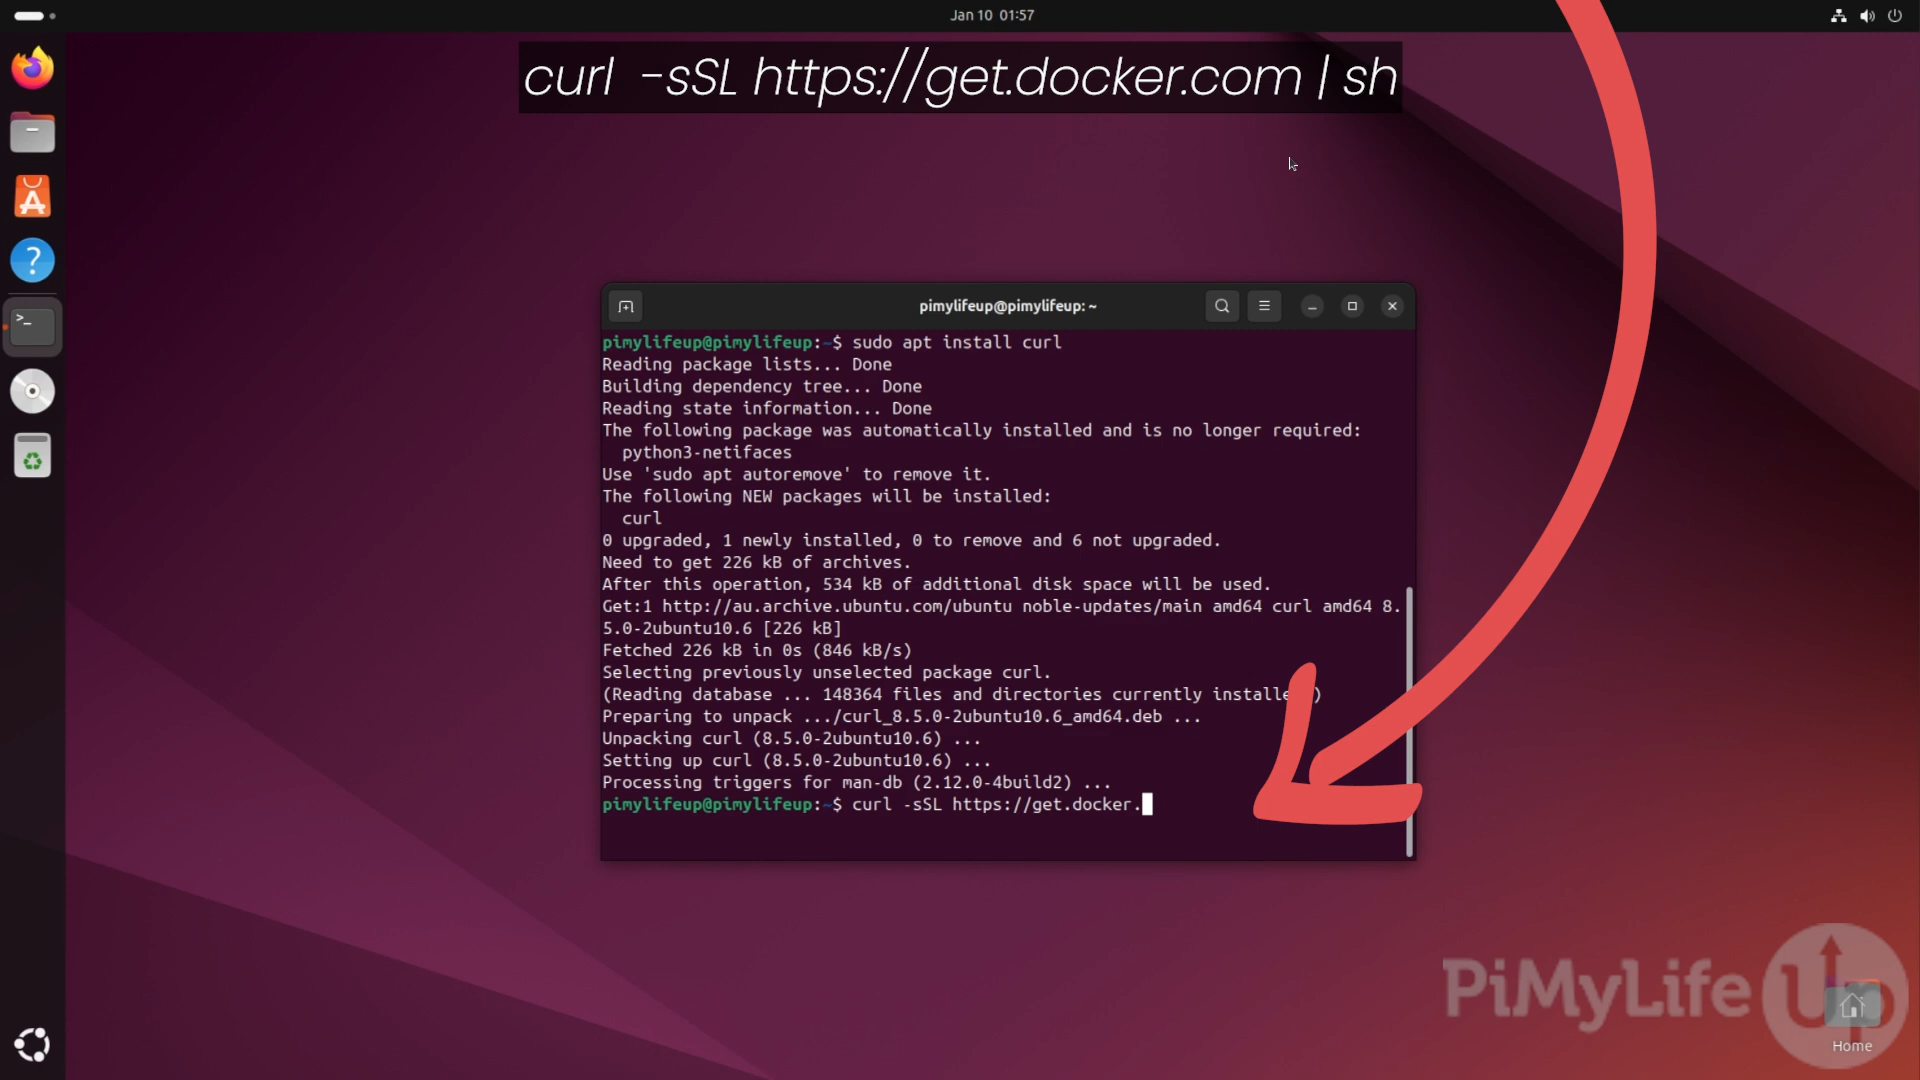 Jan 10 01:57
curl -sSL https://get.docker.com | sh
pimylifeup@pimylifeup: ~
pimylifeup@pimylifeup:~$ sudo apt install curl
Reading package lists... Done
Building dependency tree... Done
Reading state information... Done
The following package was automatically installed and is no longer required:
python3-netifaces
Use 'sudo apt autoremove' to remove it.
The following NEW packages will be installed:
curl
0 upgraded, 1 newly installed, 0 to remove and 6 not upgraded.
Need to get 226 kB of archives.
After this operation, 534 kB of additional disk space will be used.
Get:1 http://au.archive.ubuntu.com/ubuntu noble-updates/main amd64 curl amd64 8.
5.0-2ubuntu10.6 [226 kB]
Fetched 226 kB in 0s (846 kB/s)
Selecting previously unselected package curl.
(Reading database ... 148364 files and directories currently installe )
Preparing to unpack .../curl_8.5.0-2ubuntu10.6_amd64.deb ...
Unpacking curl (8.5.0-2ubuntu10.6) ...
Setting up curl (8.5.0-2ubuntu10.6) ...
Processing triggers for man-db (2.12.0-4build2) ...
pimylifeup@pimylifeup:~$ curl -sSL https://get.docker.
PiMyLife Up
Home